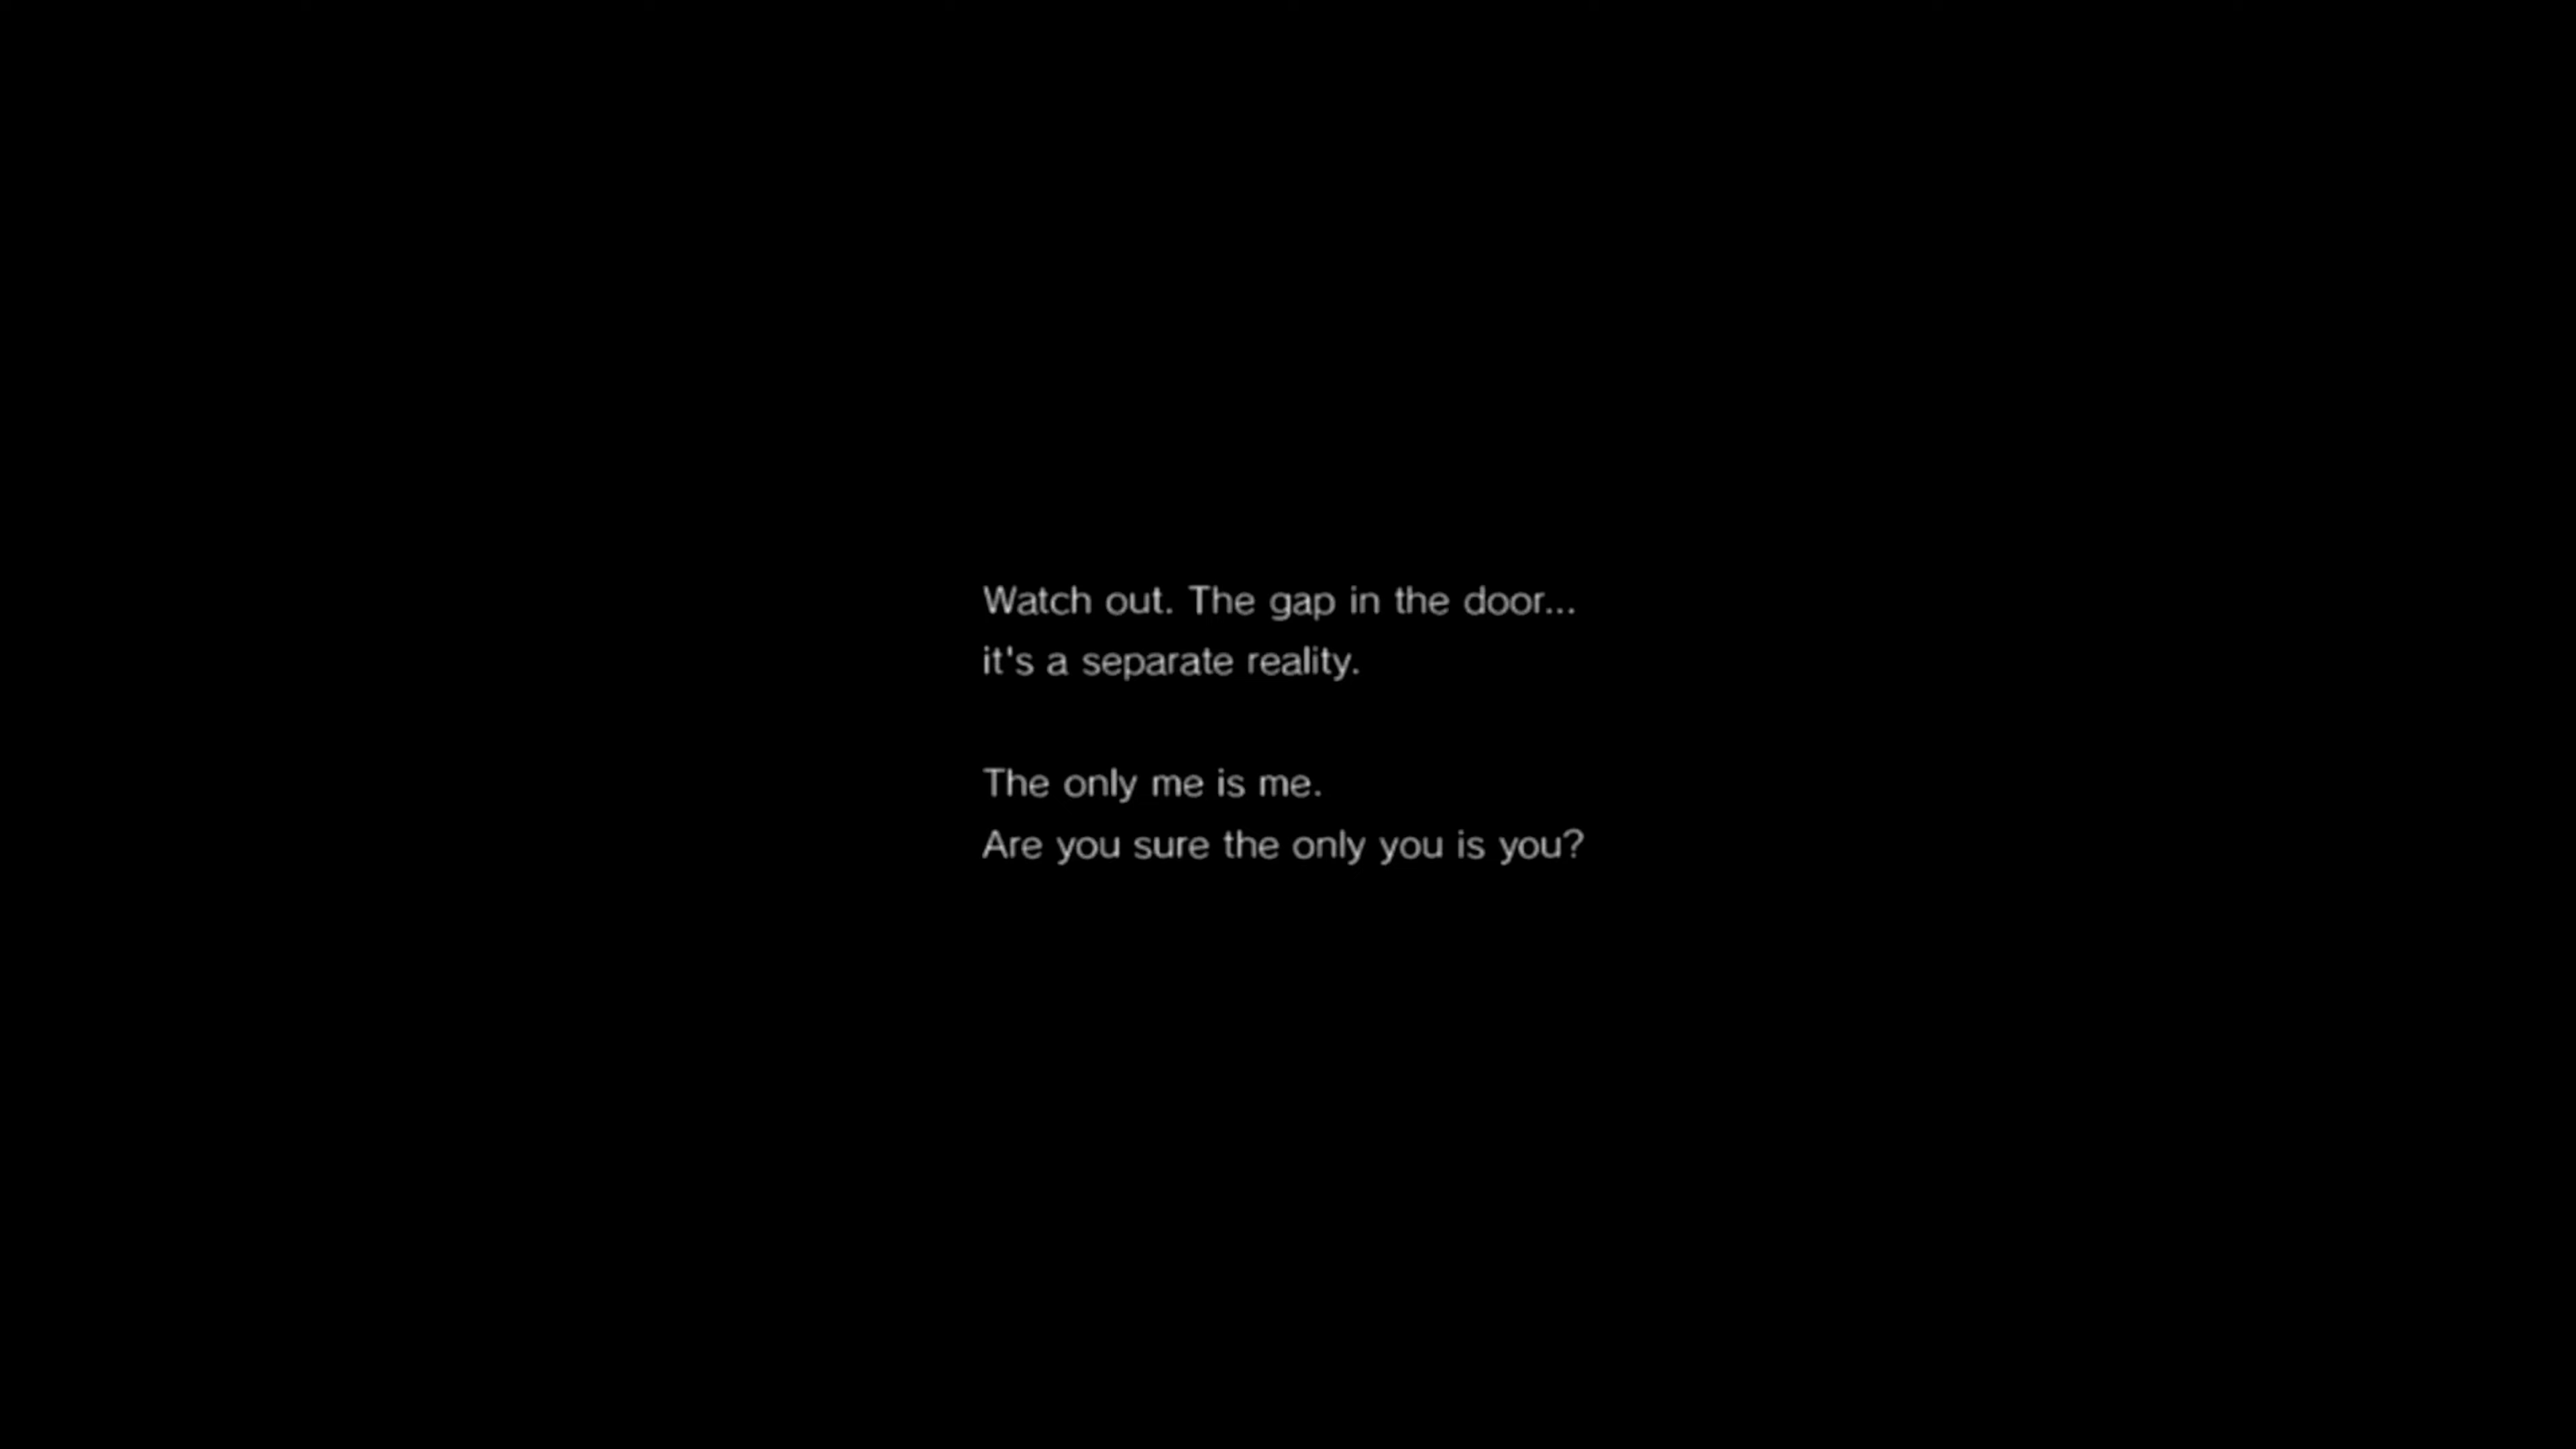 Watch out. The gap in the door...
it's a separate reality.
The only me is me.
Are you sure the only you is you?